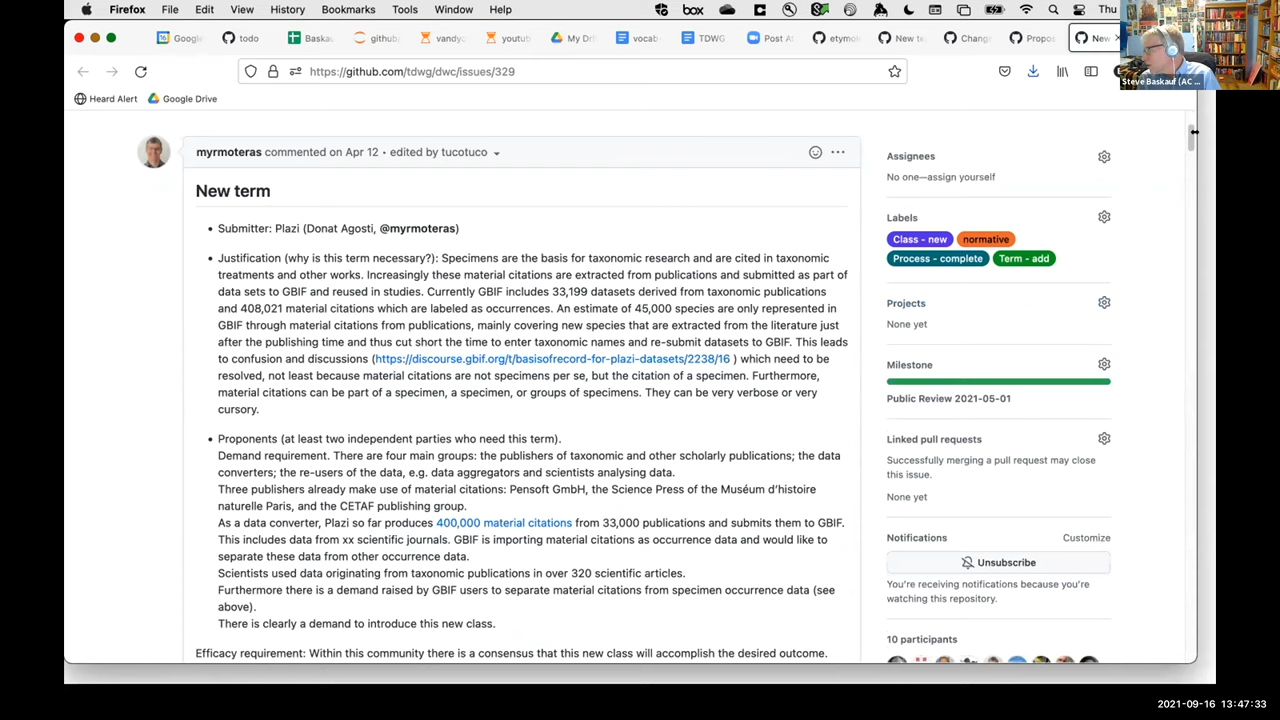 Firefox File Edit View History Bookmarks Tools Window Help box Thu
Google todo Baskau github/ vandyc youtub My Dri vocab- TDWG Post A etymolo New te Chang Propos New
https://github.com/tdwg/dwc/issues/329
Heard Alert Google Drive
Steve Baskauf (AC ...
myrmoteras commented on Apr 12 • edited by tucotuco
New term
• Submitter: Plazi (Donat Agosti, @myrmoteras)
• Justification (why is this term necessary?): Specimens are the basis for taxonomic research and are cited in taxonomic
treatments and other works. Increasingly these material citations are extracted from publications and submitted as part of
data sets to GBIF and reused in studies. Currently GBIF includes 33,199 datasets derived from taxonomic publications
and 408,021 material citations which are labeled as occurrences. An estimate of 45,000 species are only represented in
GBIF through material citations from publications, mainly covering new species that are extracted from the literature just
after the publishing time and thus cut short the time to enter taxonomic names and re-submit datasets to GBIF. This leads
to confusion and discussions (https://discourse.gbif.org/t/basisofrecord-for-plazi-datasets/2238/16 ) which need to be
resolved, not least because material citations are not specimens per se, but the citation of a specimen. Furthermore,
material citations can be part of a specimen, a specimen, or groups of specimens. They can be very verbose or very
cursory.
• Proponents (at least two independent parties who need this term).
Demand requirement. There are four main groups: the publishers of taxonomic and other scholarly publications; the data
converters; the re-users of the data, e.g. data aggregators and scientists analysing data.
Three publishers already make use of material citations: Pensoft GmbH, the Science Press of the Muséum d'histoire
naturelle Paris, and the CETAF publishing group.
As a data converter, Plazi so far produces 400,000 material citations from 33,000 publications and submits them to GBIF.
This includes data from xx scientific journals. GBIF is importing material citations as occurrence data and would like to
separate these data from other occurrence data.
Scientists used data originating from taxonomic publications in over 320 scientific articles.
Furthermore there is a demand raised by GBIF users to separate material citations from specimen occurrence data (see
above).
There is clearly a demand to introduce this new class.
Efficacy requirement: Within this community there is a consensus that this new class will accomplish the desired outcome.
Assignees
No one—assign yourself
Labels
Class - new normative
Process - complete Term - add
Projects
None yet
Milestone
Public Review 2021-05-01
Linked pull requests
Successfully merging a pull request may close
this issue.
None yet
Notifications Customize
Unsubscribe
You're receiving notifications because you're
watching this repository.
10 participants
2021-09-16 13:47:33